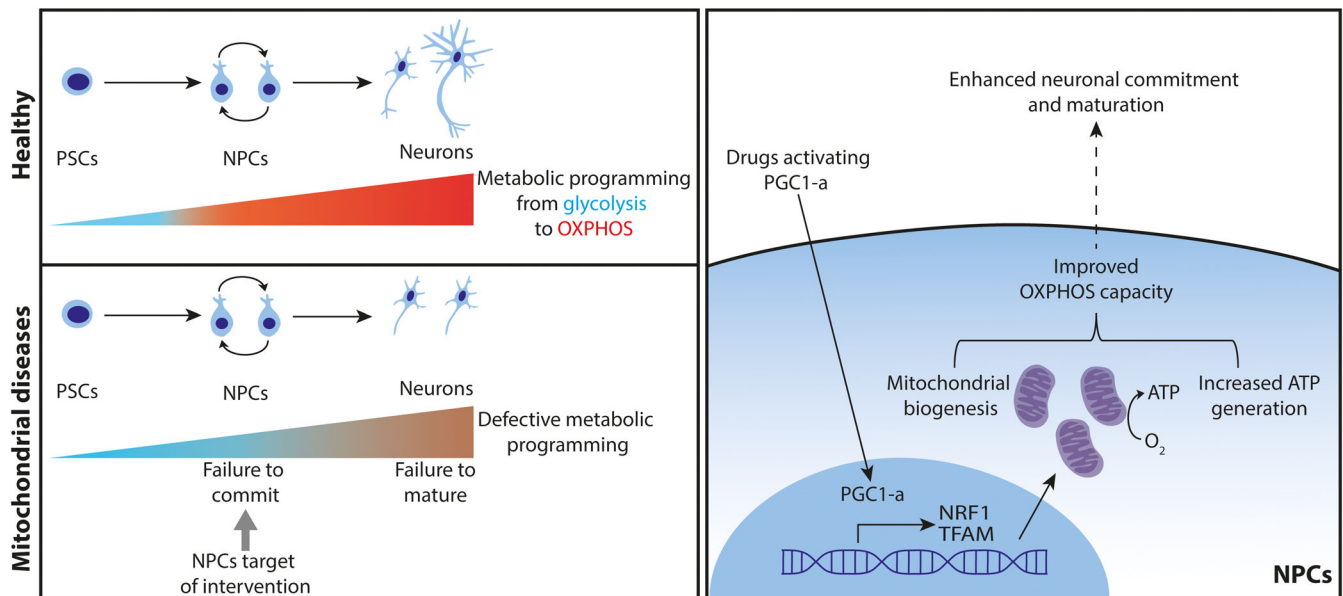 Healthy
PSCs
NPCs
Neurons
Metabolic programming
from glycolysis
to OXPHOS
Mitochondrial diseases
PSCs
NPCs
Neurons
Defective metabolic
programming
Failure to
commit
Failure to
mature
NPCs target
of intervention
Enhanced neuronal commitment
and maturation
Drugs activating
PGC1-a
Improved
OXPHOS capacity
Mitochondrial
biogenesis
ATP
O₂
Increased ATP
generation
PGC1-a
NRF1
TFAM
NPCs